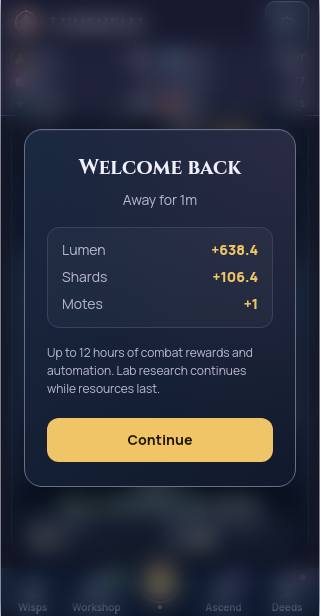 Welcome back
Away for 1m
Lumen +638.4
Shards +106.4
Motes +1
Up to 12 hours of combat rewards and
automation. Lab research continues
while resources last.
Continue
Wisps Workshop Ascend Deeds